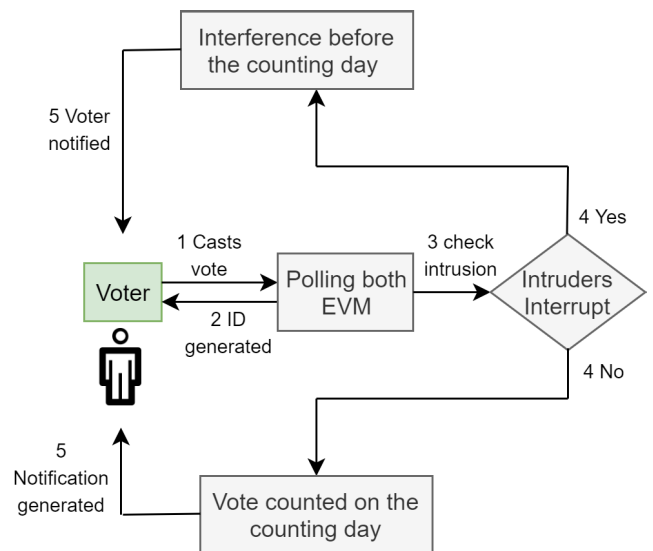 Interference before
the counting day
5 Voter
notified
4 Yes
1 Casts
vote
3 check
intrusion
Voter
Polling both
EVM
Intruders
Interrupt
2 ID
generated
4 No
5
Notification
generated
Vote counted on the
counting day